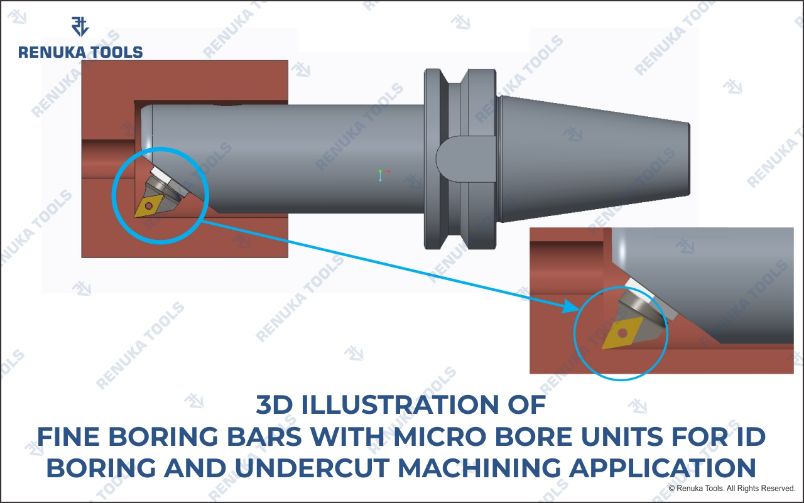 RENUKA TOOLS
3D ILLUSTRATION OF
FINE BORING BARS WITH MICRO BORE UNITS FOR ID
BORING AND UNDERCUT MACHINING APPLICATION
© Renuka Tools. All Rights Reserved.